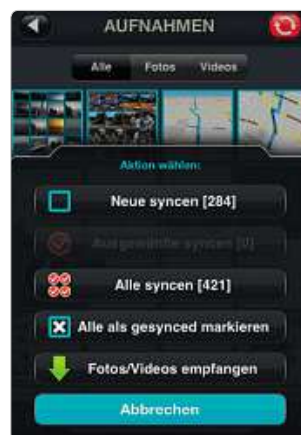 AUFNAHMEN
Alle Fotos Videos
Aktion wählen:
Neue syncen [284]
Ausgewählte syncen [0]
Alle syncen [421]
Alle als gesynced markieren
Fotos/Videos empfangen
Abbrechen